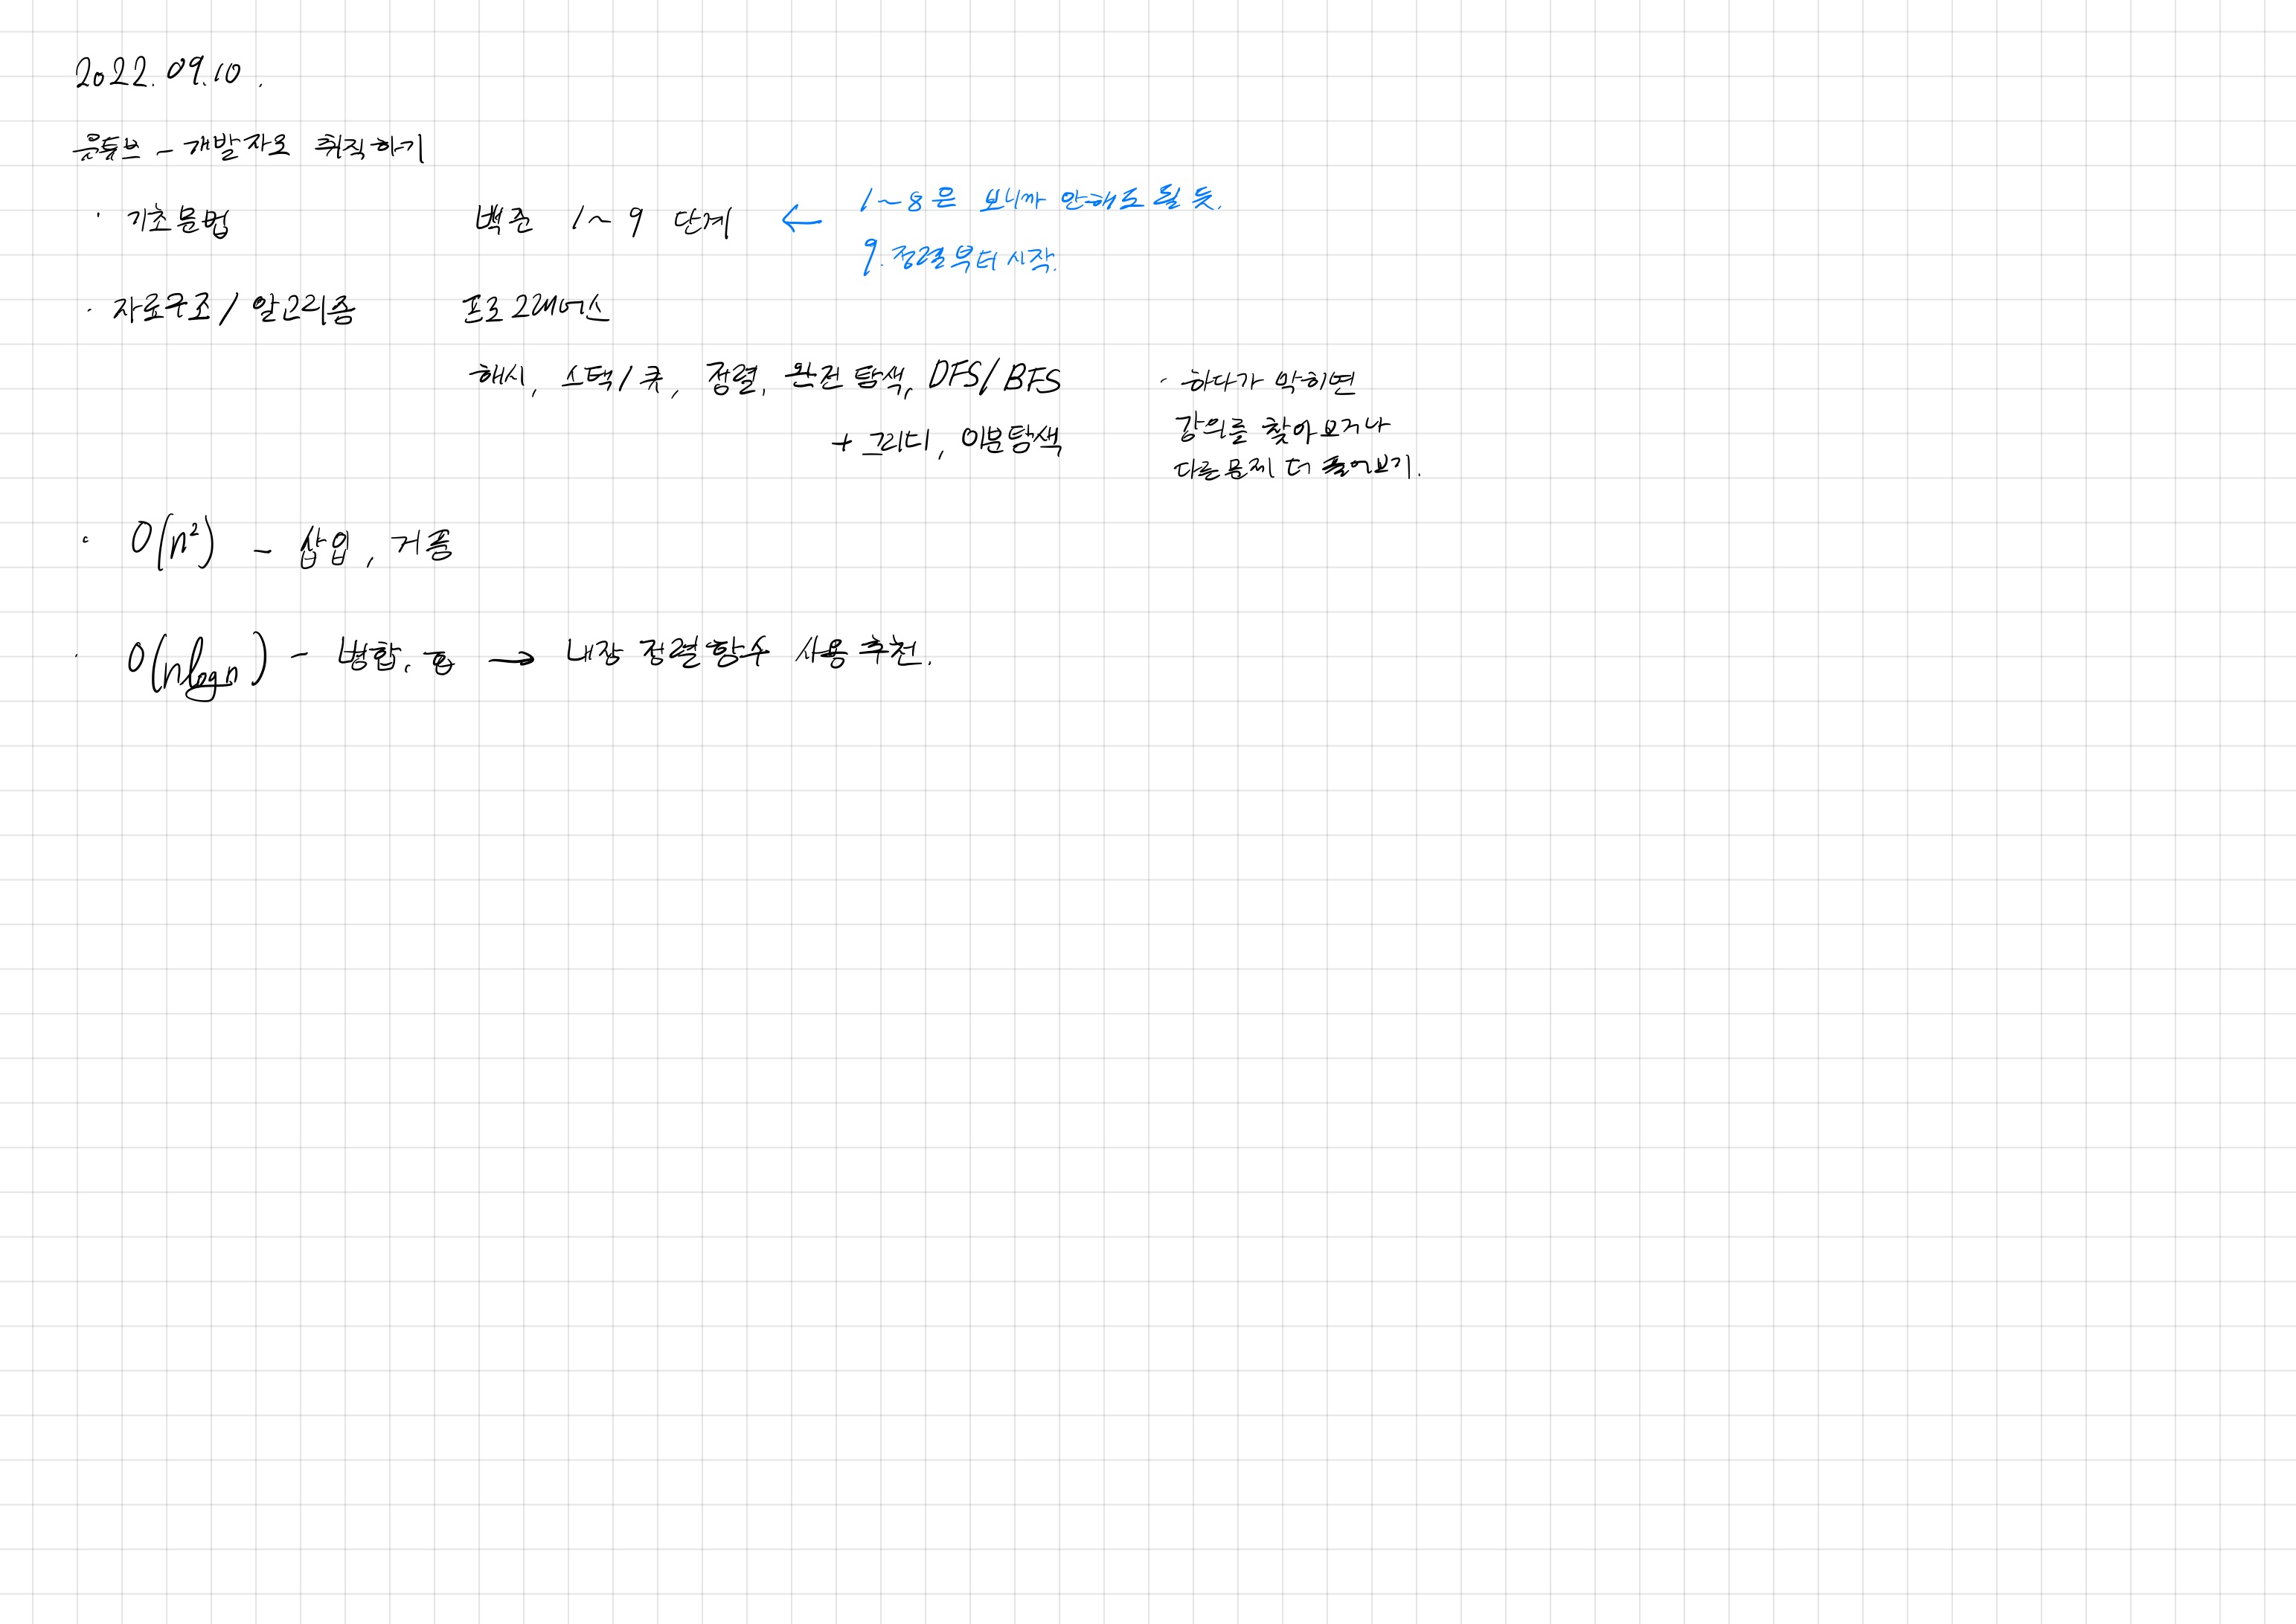 2022.09.10.
유튜브 - 개발자로 취직하기
· 기초문법 백준 1~9 단계 ← 1~8은 보니까 안해도 될 듯.
9. 정렬부터 시작.
· 자료구조/알고리즘 프로그래머스
해시, 스택/큐, 정렬, 완전탐색, DFS/BFS
+ 그리디, 이분탐색
· 하다가 막히면
강의를 찾아보거나
다른 문제 더 풀어보기.
· O(n²) - 삽입, 거품
· O(nlogn) - 병합, 힙 → 내장 정렬함수 사용 추천.